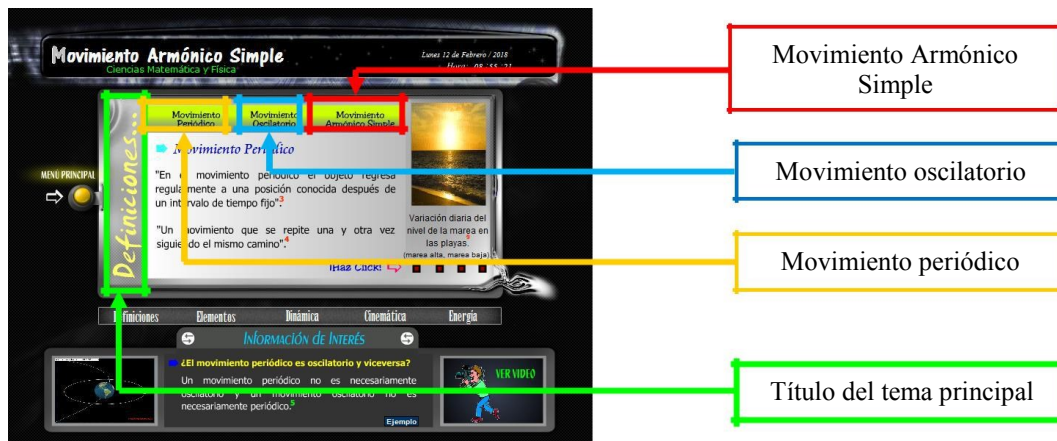 Movimiento Armónico Simple
Ciencias Matemática y Física
Lunes 12 de Febrero / 2018
Hora: 08 :55 :21
Movimiento Periódico
Movimiento Oscilatorio
Movimiento Armónico Simple
Definiciones...
MENÚ PRINCIPAL
Movimiento Periódico
"En el movimiento periódico el objeto regresa
regularmente a una posición conocida después de
un intervalo de tiempo fijo".3
"Un movimiento que se repite una y otra vez
siguiendo el mismo camino".4
¡Haz Click!
Variación diaria del
nivel de la marea en
las playas.
(marea alta, marea baja)
Definiciones Elementos Dinámica Cinemática Energía
Información de Interés
¿El movimiento periódico es oscilatorio y viceversa?
Un movimiento periódico no es necesariamente
oscilatorio y un movimiento oscilatorio no es
necesariamente periódico.5
Ejemplo
VER VIDEO
Movimiento Armónico
Simple
Movimiento oscilatorio
Movimiento periódico
Título del tema principal